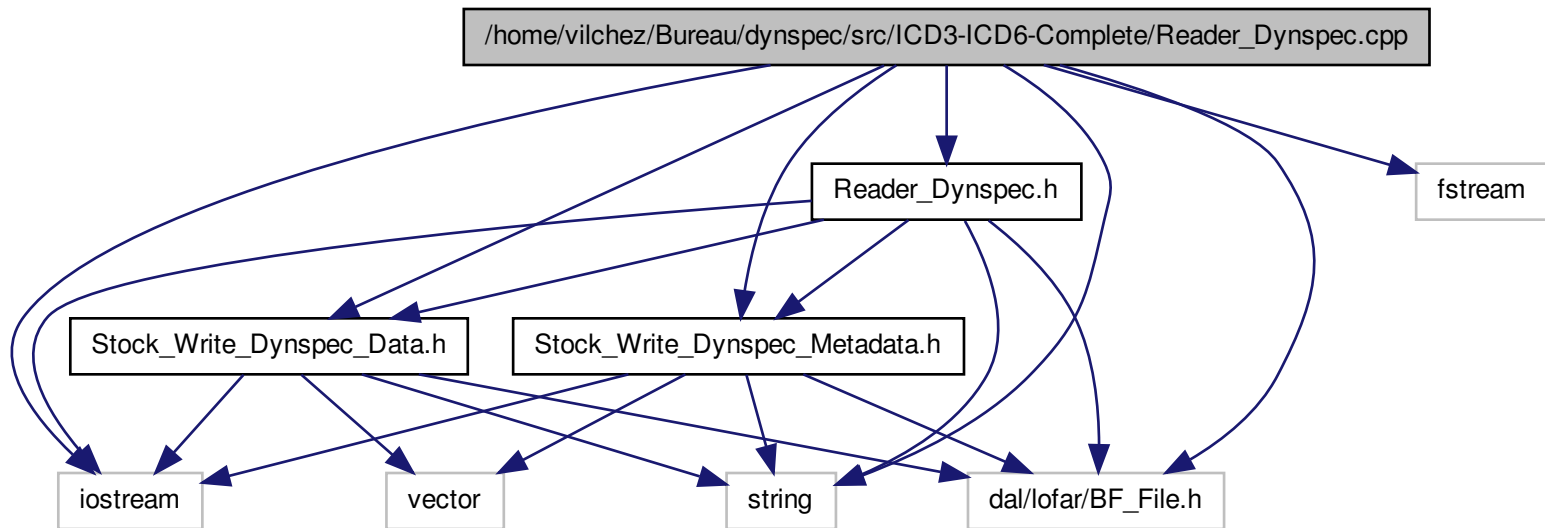 /home/vilchez/Bureau/dynspec/src/ICD3-ICD6-Complete/Reader_Dynspec.cpp
Reader_Dynspec.h
fstream
Stock_Write_Dynspec_Data.h
Stock_Write_Dynspec_Metadata.h
iostream
vector
string
dal/lofar/BF_File.h